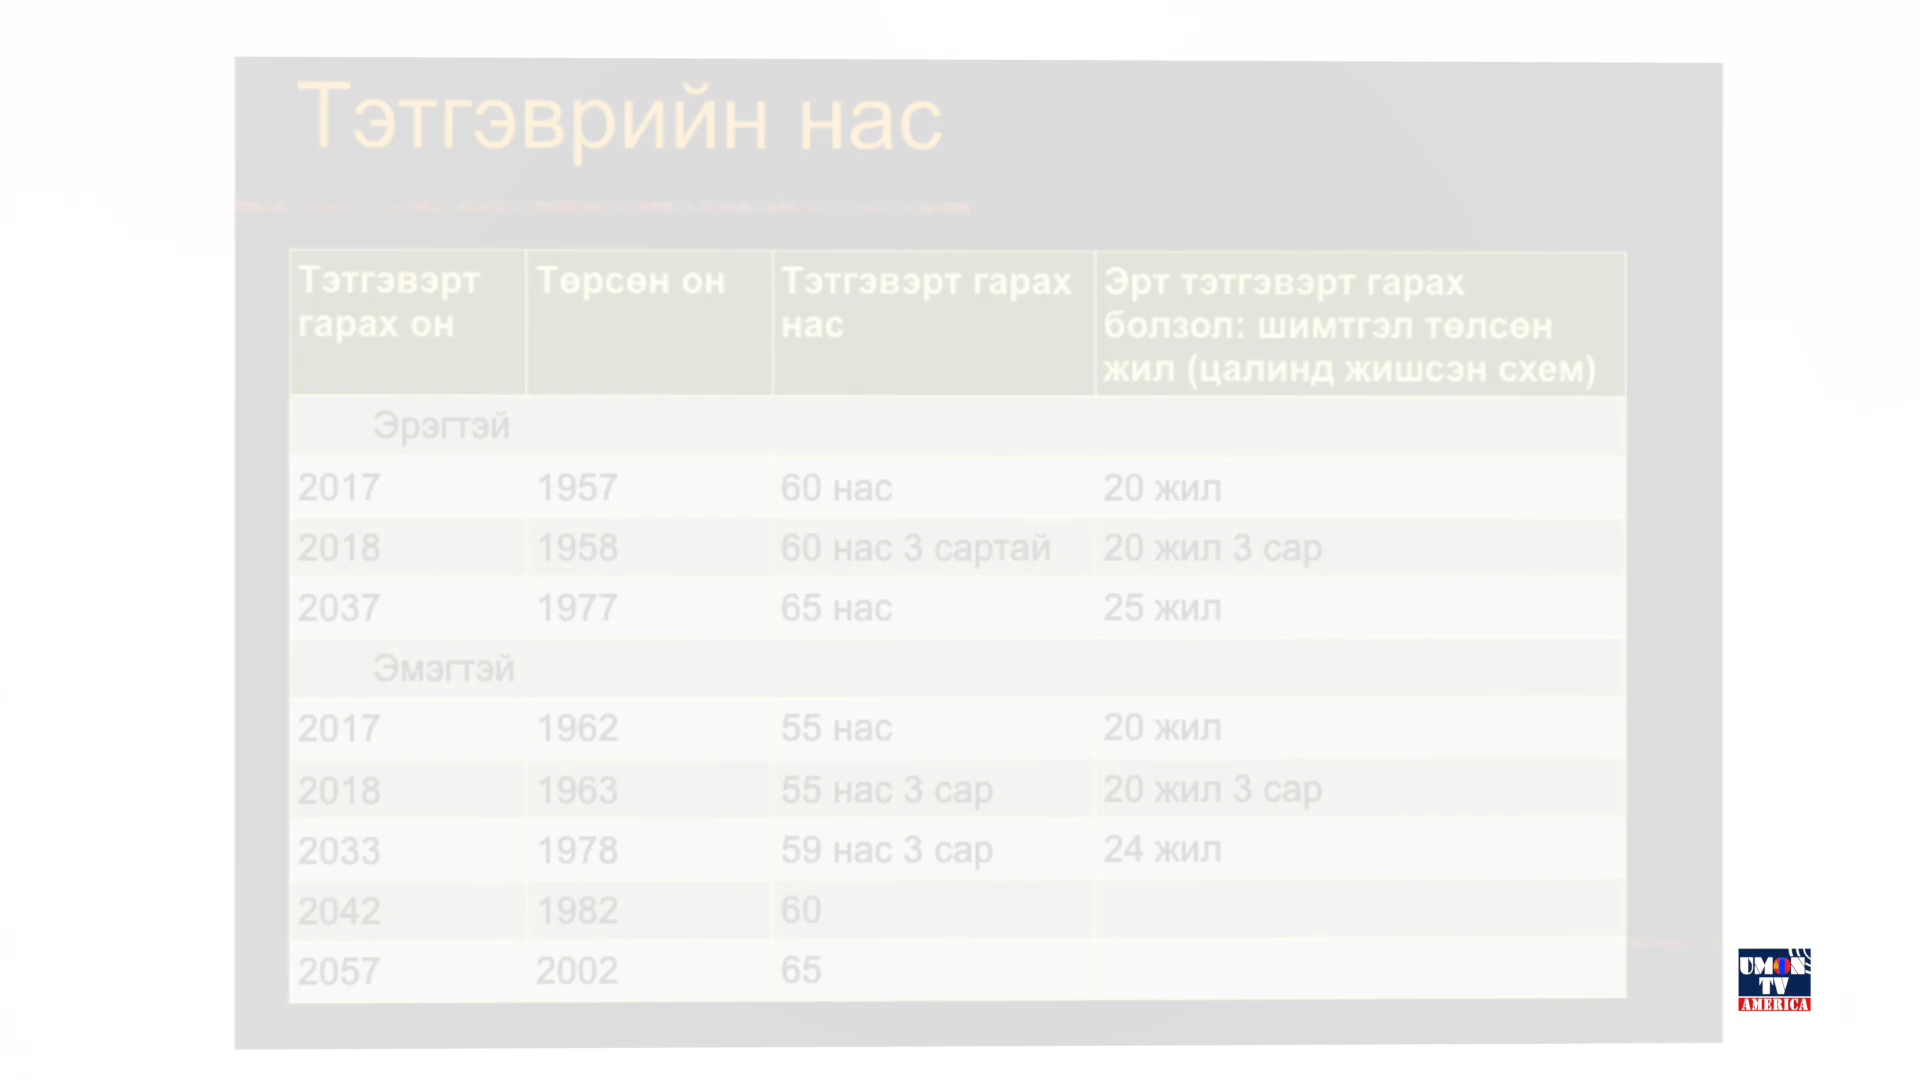 Тэтгэврийн нас
Тэтгэвэрт гарах он | Төрсөн он | Тэтгэвэрт гарах нас | Эрт тэтгэвэрт гарах болзол: шимтгэл төлсөн жил (цалинд жишсэн схем)
Эрэгтэй
2017 | 1957 | 60 нас | 20 жил
2018 | 1958 | 60 нас 3 сартай | 20 жил 3 сар
2037 | 1977 | 65 нас | 25 жил
Эмэгтэй
2017 | 1962 | 55 нас | 20 жил
2018 | 1963 | 55 нас 3 сар | 20 жил 3 сар
2033 | 1978 | 59 нас 3 сар | 24 жил
2042 | 1982 | 60
2057 | 2002 | 65
UMON
TV
AMERICA